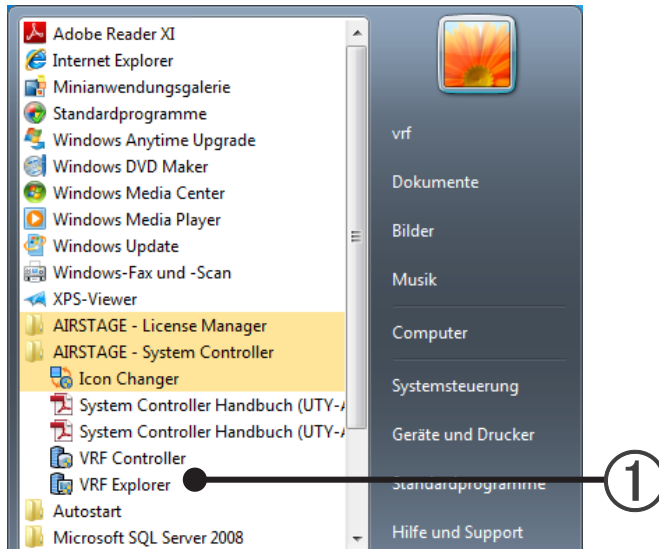 Adobe Reader XI
Internet Explorer
Minianwendungsgalerie
Standardprogramme
Windows Anytime Upgrade
Windows DVD Maker
Windows Media Center
Windows Media Player
Windows Update
Windows-Fax und -Scan
XPS-Viewer
AIRSTAGE - License Manager
AIRSTAGE - System Controller
Icon Changer
System Controller Handbuch (UTY-A
System Controller Handbuch (UTY-A
VRF Controller
VRF Explorer
Autostart
Microsoft SQL Server 2008
vrf
Dokumente
Bilder
Musik
Computer
Systemsteuerung
Geräte und Drucker
Standardprogramme
Hilfe und Support
1